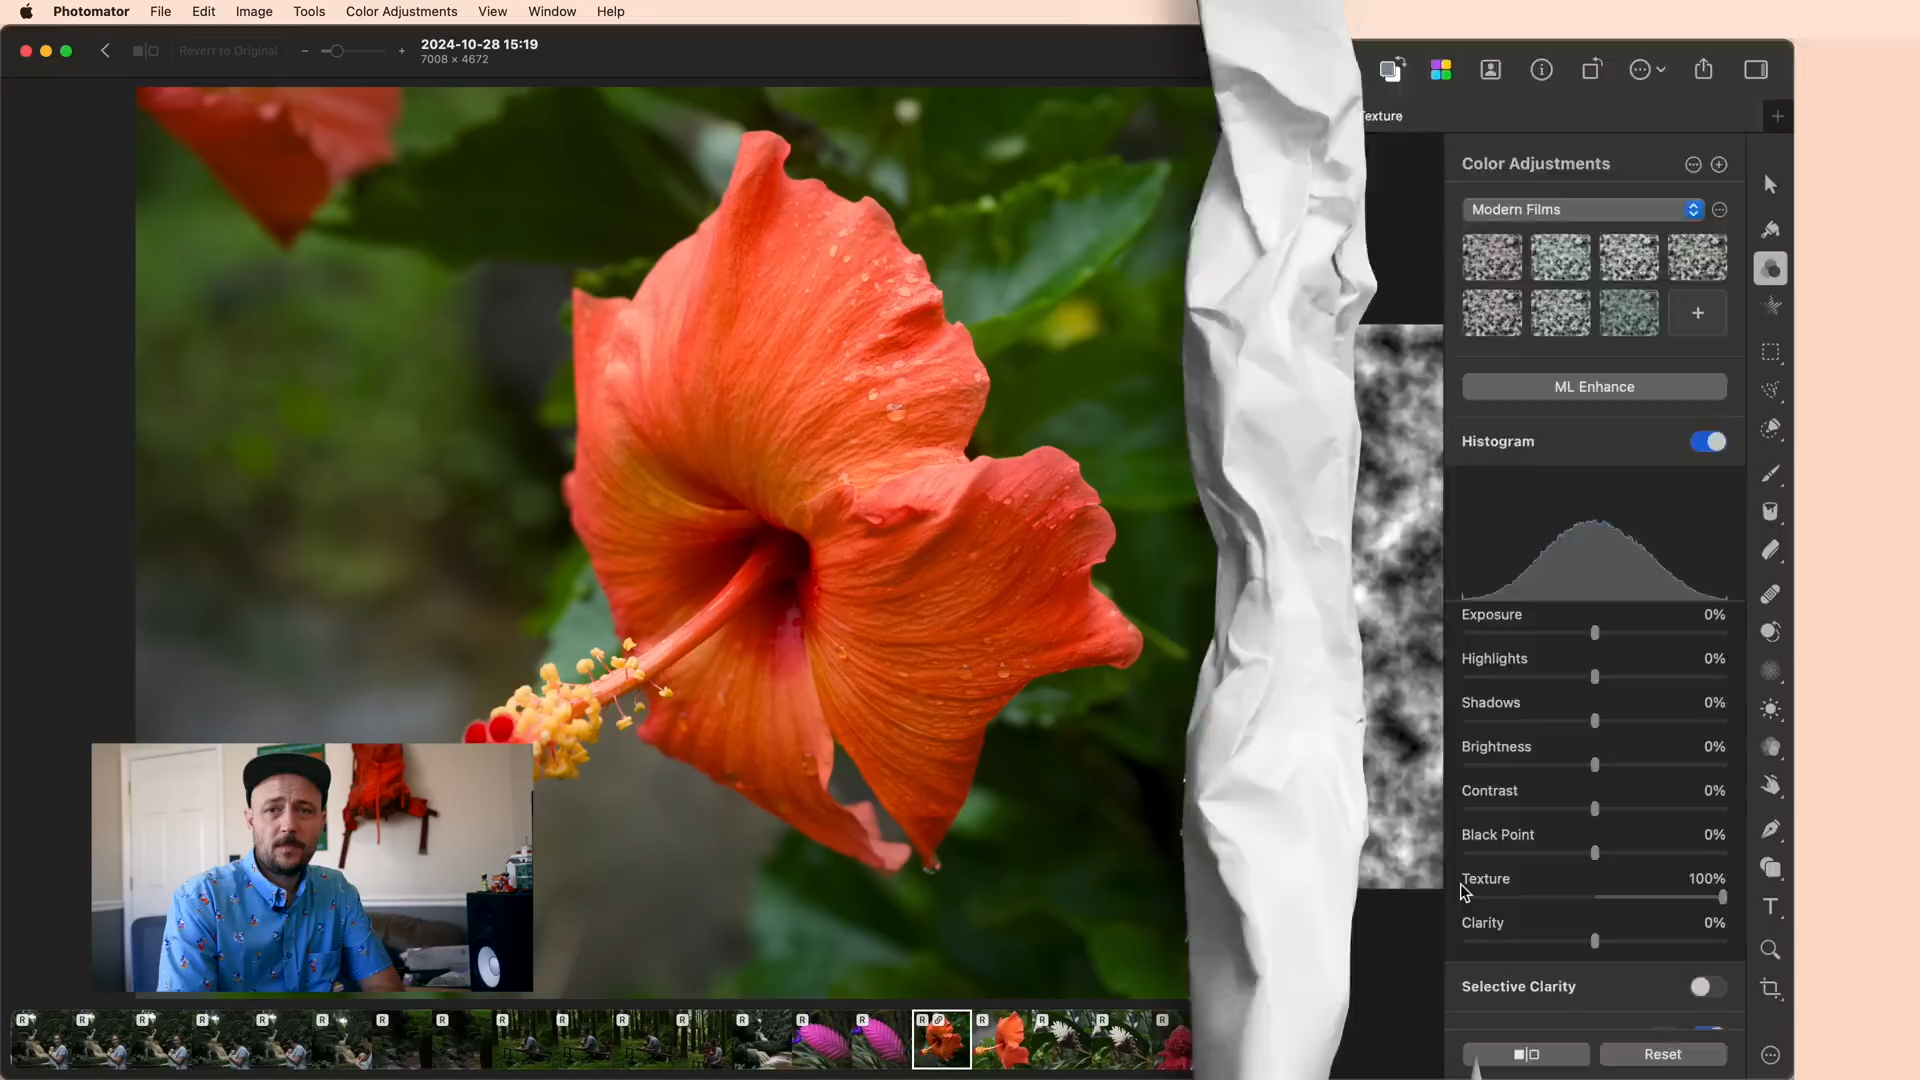 Photomator File Edit Image Tools Color Adjustments View Window Help
Revert to Original
2024-10-28 15:19
7008 × 4672
exture
Color Adjustments
Modern Films
ML Enhance
Histogram
Exposure 0%
Highlights 0%
Shadows 0%
Brightness 0%
Contrast 0%
Black Point 0%
Texture 100%
Clarity 0%
Selective Clarity
Reset
R R R R R R R R R R R R R R R R R R R R